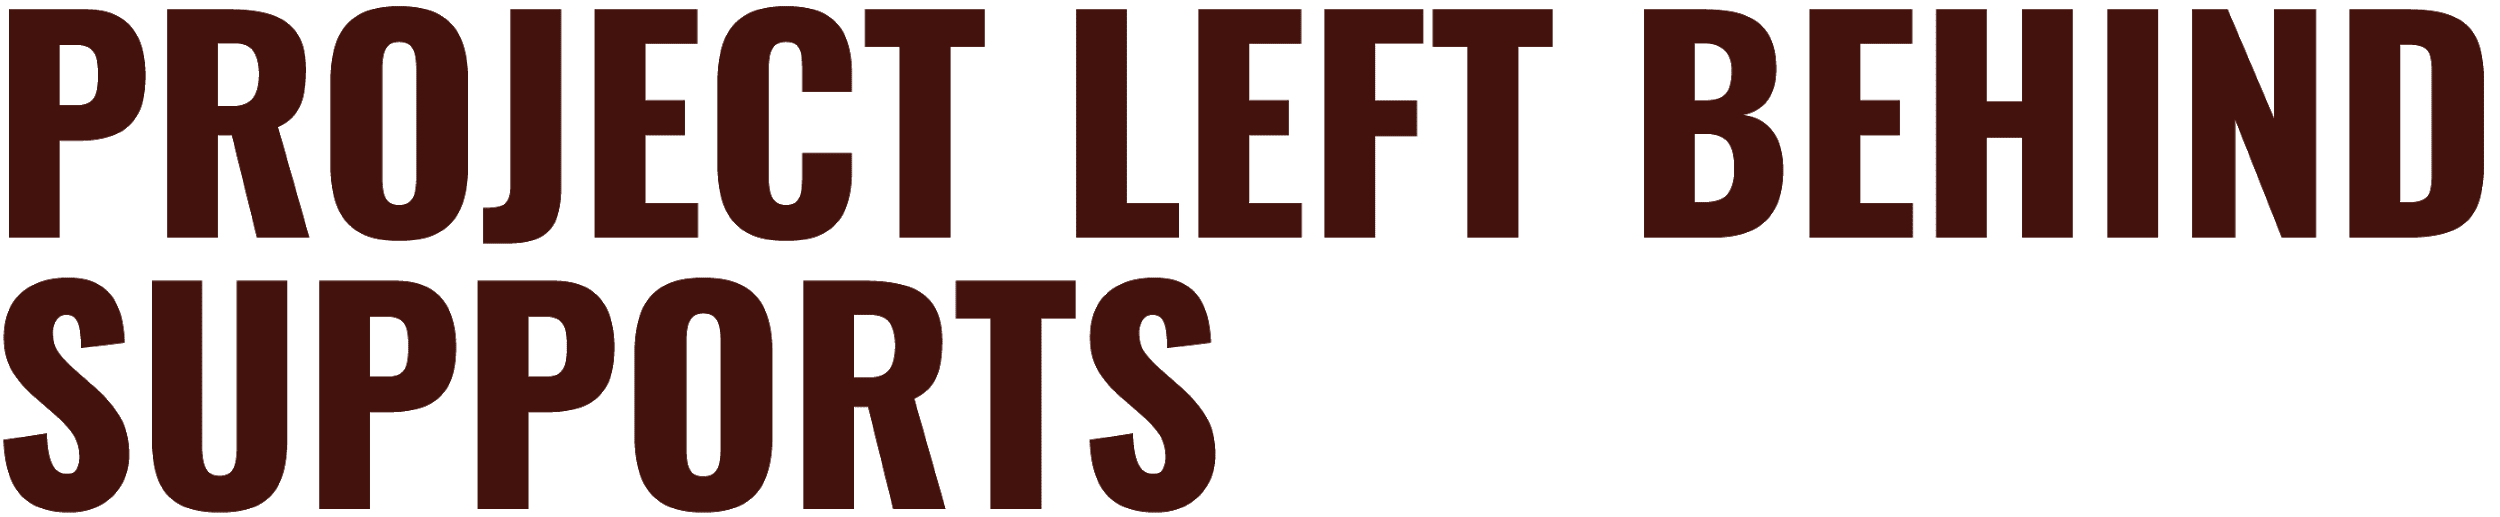 PROJECT LEFT BEHIND
SUPPORTS